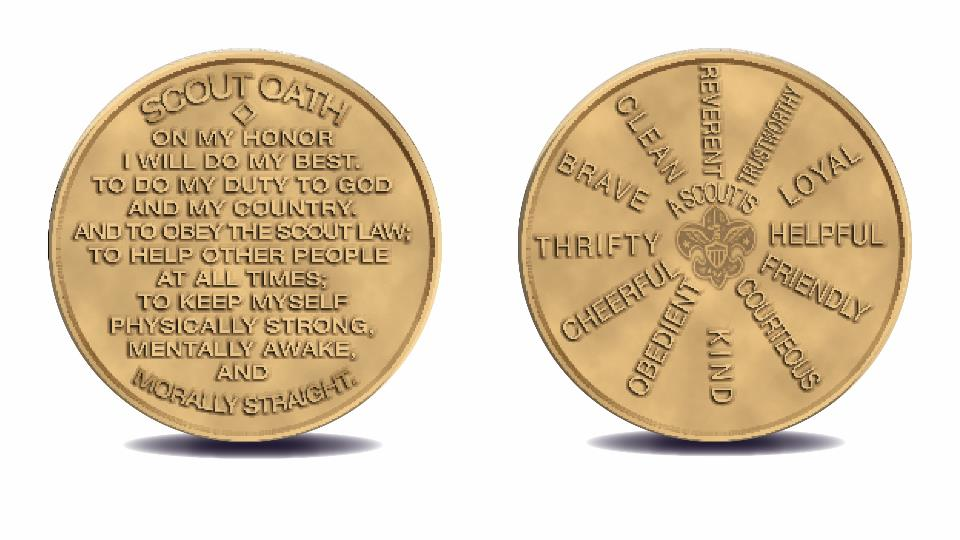 SCOUT OATH
ON MY HONOR
I WILL DO MY BEST.
TO DO MY DUTY TO GOD
AND MY COUNTRY.
AND TO OBEY THE SCOUT LAW;
TO HELP OTHER PEOPLE
AT ALL TIMES;
TO KEEP MYSELF
PHYSICALLY STRONG,
MENTALLY AWAKE,
AND
MORALLY STRAIGHT.
A SCOUT IS
TRUSTWORTHY
LOYAL
HELPFUL
FRIENDLY
COURTEOUS
KIND
OBEDIENT
CHEERFUL
THRIFTY
BRAVE
CLEAN
REVERENT